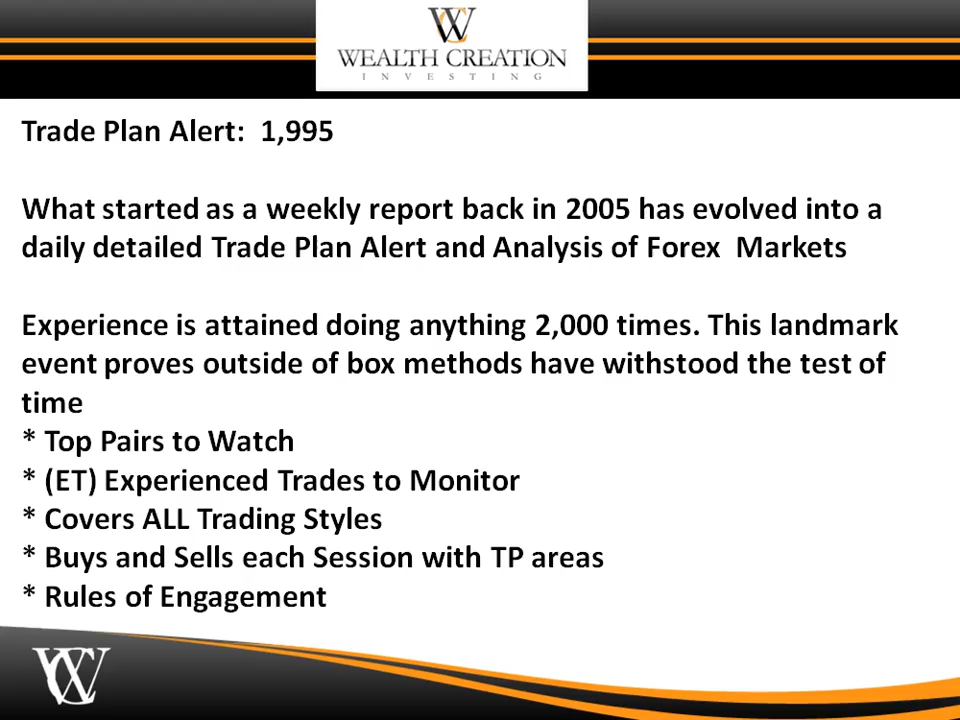 WC
WEALTH CREATION
INVESTING
Trade Plan Alert:  1,995
What started as a weekly report back in 2005 has evolved into a
daily detailed Trade Plan Alert and Analysis of Forex  Markets
Experience is attained doing anything 2,000 times. This landmark
event proves outside of box methods have withstood the test of
time
* Top Pairs to Watch
* (ET) Experienced Trades to Monitor
* Covers ALL Trading Styles
* Buys and Sells each Session with TP areas
* Rules of Engagement
WC